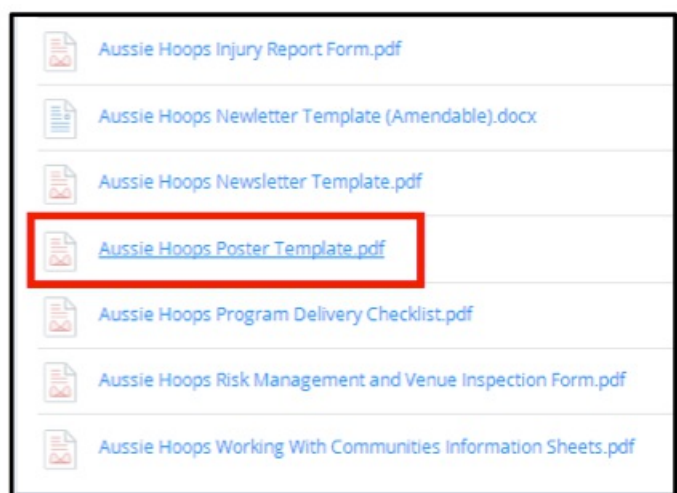 Aussie Hoops Injury Report Form.pdf
Aussie Hoops Newletter Template (Amendable).docx
Aussie Hoops Newsletter Template.pdf
Aussie Hoops Poster Template.pdf
Aussie Hoops Program Delivery Checklist.pdf
Aussie Hoops Risk Management and Venue Inspection Form.pdf
Aussie Hoops Working With Communities Information Sheets.pdf